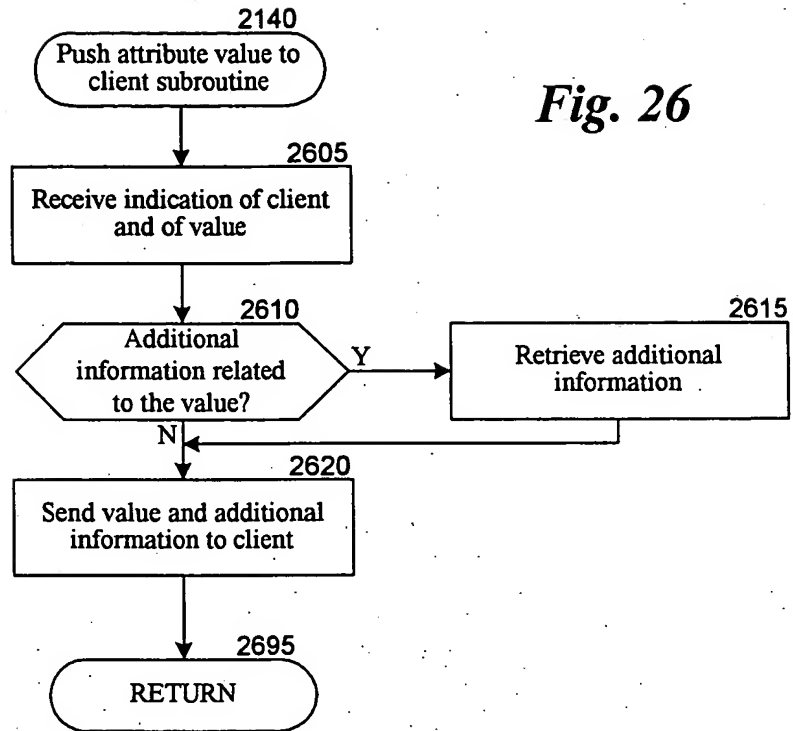 2140
Push attribute value to
client subroutine
Fig. 26
2605
Receive indication of client
and of value
2610
Additional
information related
to the value?
Y
2615
Retrieve additional
information
N
2620
Send value and additional
information to client
2695
RETURN